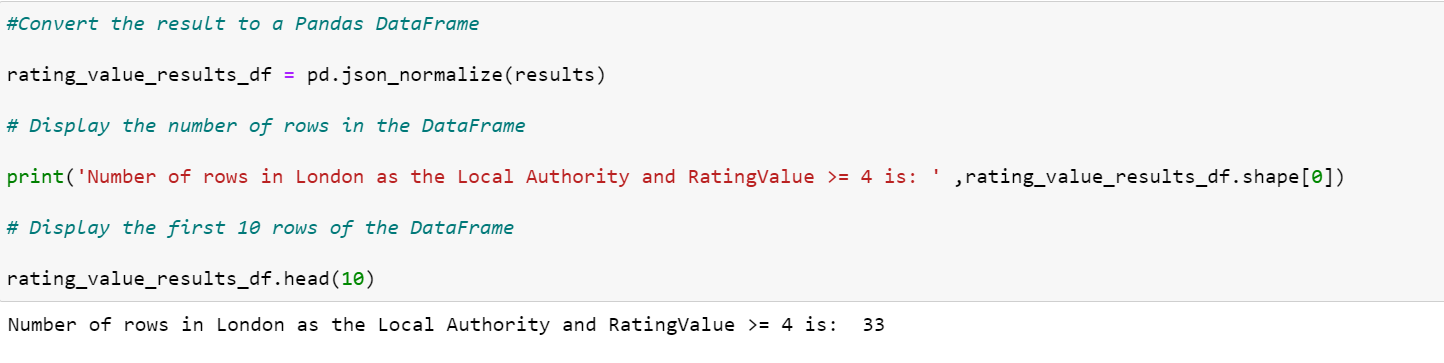 #Convert the result to a Pandas DataFrame
rating_value_results_df = pd.json_normalize(results)
# Display the number of rows in the DataFrame
print('Number of rows in London as the Local Authority and RatingValue >= 4 is: ' ,rating_value_results_df.shape[0])
# Display the first 10 rows of the DataFrame
rating_value_results_df.head(10)
Number of rows in London as the Local Authority and RatingValue >= 4 is:  33